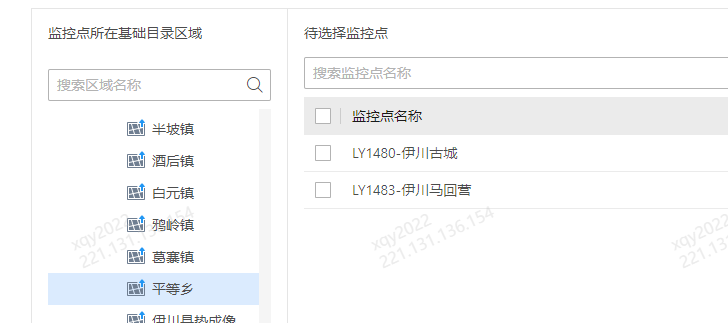 监控点所在基础目录区域
搜索区域名称
半坡镇
酒后镇
白元镇
鸦岭镇
葛寨镇
平等乡
伊川县热成像
待选择监控点
搜索监控点名称
监控点名称
LY1480-伊川古城
LY1483-伊川马回营
xqy2022
221.131.136.154
xqy2022
221.131.136.154
xqy2022